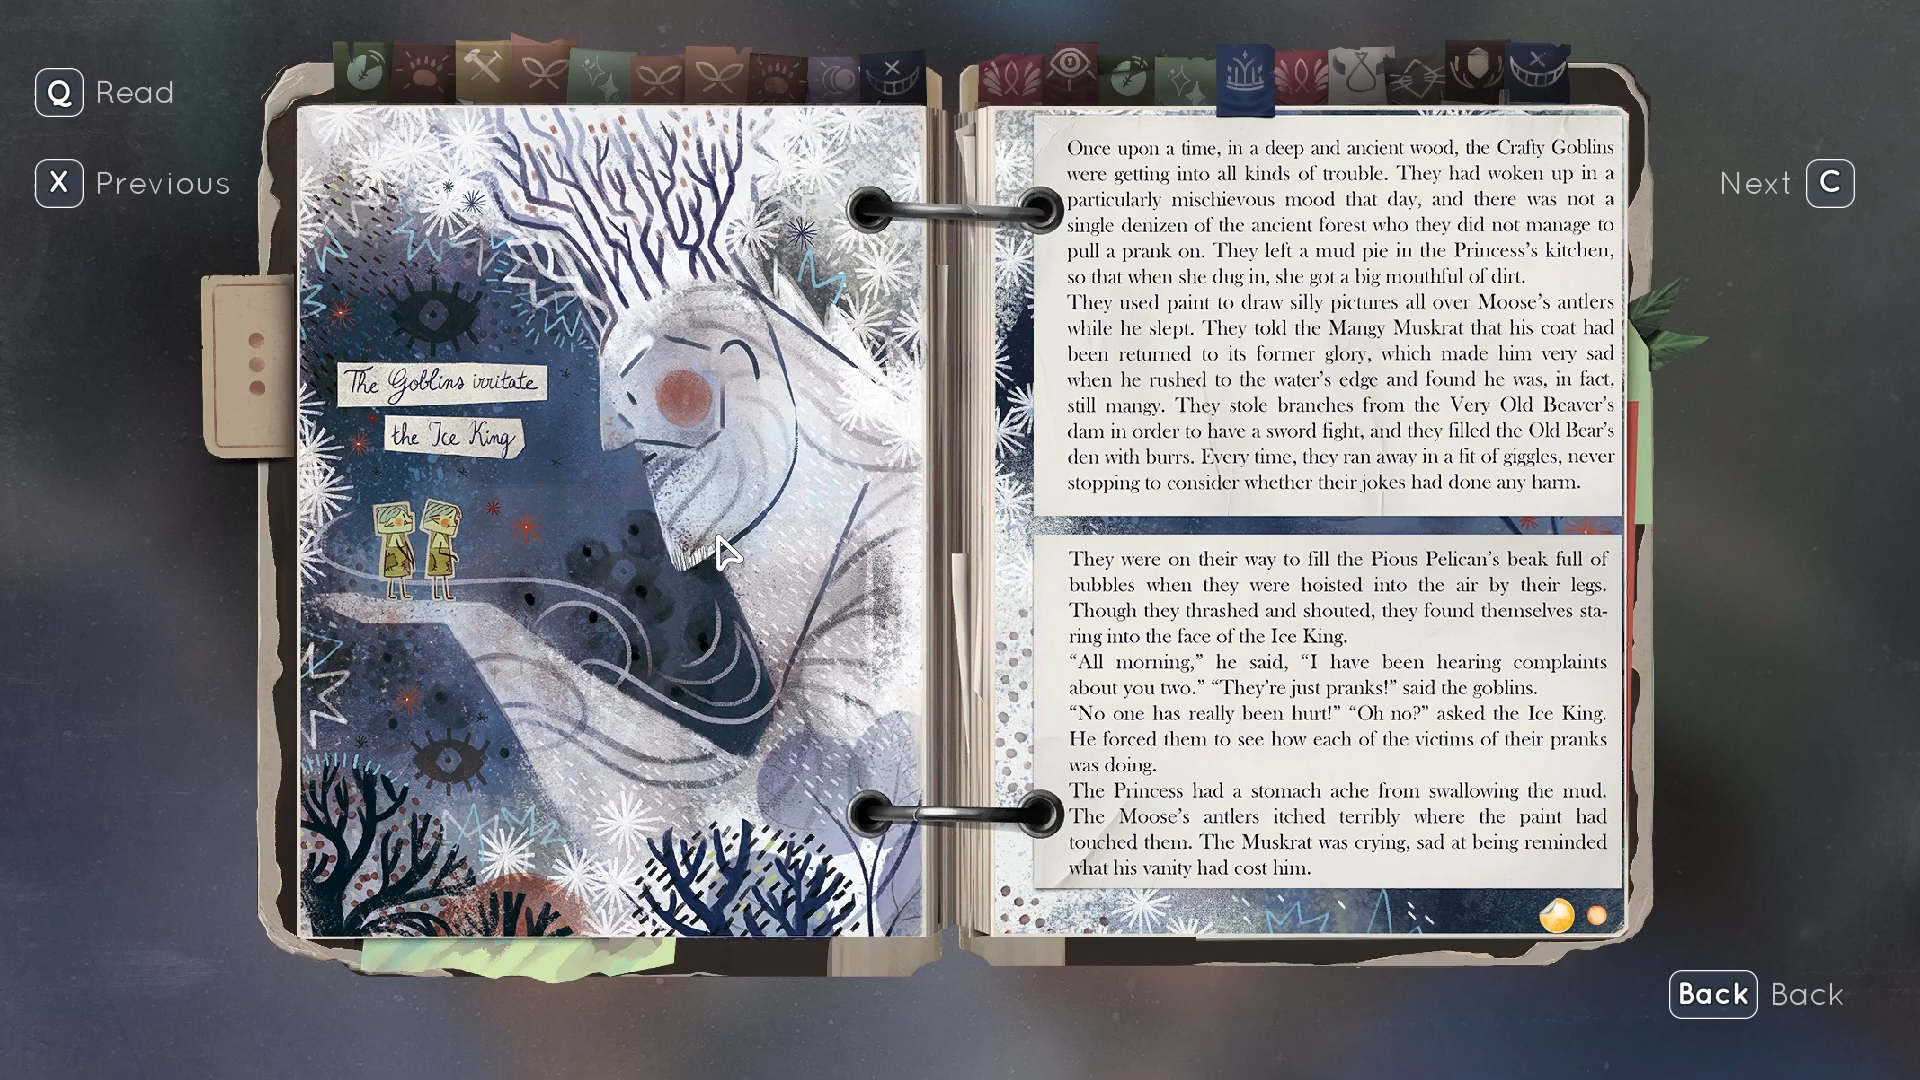 Q Read
X Previous
Next C
The Goblins irritate
the Ice King
Once upon a time, in a deep and ancient wood, the Crafty Goblins
were getting into all kinds of trouble. They had woken up in a
particularly mischievous mood that day, and there was not a
single denizen of the ancient forest who they did not manage to
pull a prank on. They left a mud pie in the Princess's kitchen,
so that when she dug in, she got a big mouthful of dirt.
They used paint to draw silly pictures all over Moose's antlers
while he slept. They told the Mangy Muskrat that his coat had
been returned to its former glory, which made him very sad
when he rushed to the water's edge and found he was, in fact,
still mangy. They stole branches from the Very Old Beaver's
dam in order to have a sword fight, and they filled the Old Bear's
den with burrs. Every time, they ran away in a fit of giggles, never
stopping to consider whether their jokes had done any harm.
They were on their way to fill the Pious Pelican's beak full of
bubbles when they were hoisted into the air by their legs.
Though they thrashed and shouted, they found themselves sta-
ring into the face of the Ice King.
“All morning,” he said, “I have been hearing complaints
about you two.” “They're just pranks!” said the goblins.
“No one has really been hurt!” “Oh no?” asked the Ice King.
He forced them to see how each of the victims of their pranks
was doing.
The Princess had a stomach ache from swallowing the mud.
The Moose's antlers itched terribly where the paint had
touched them. The Muskrat was crying, sad at being reminded
what his vanity had cost him.
Back Back